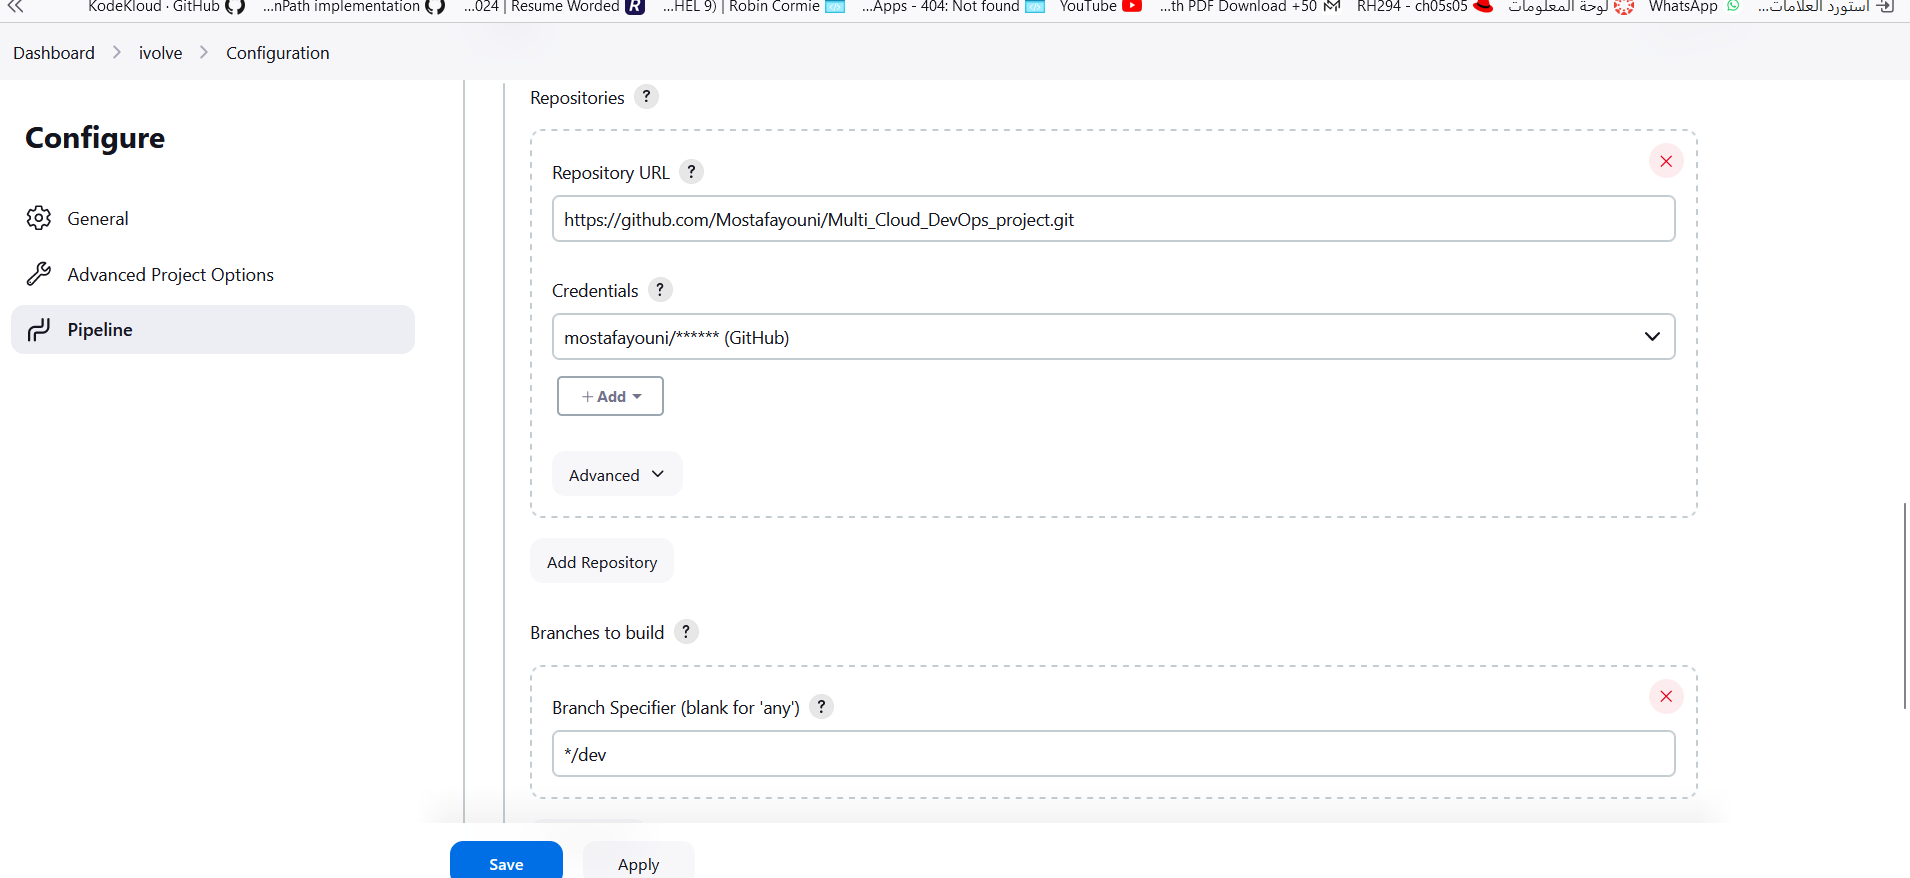 KodeKloud · GitHub ...nPath implementation ...024 | Resume Worded ...HEL 9) | Robin Cormie ...Apps - 404: Not found YouTube ...th PDF Download +50 RH294 - ch05s05 لوحة المعلومات WhatsApp استورد العلامات...
Dashboard ivolve Configuration
Configure
General
Advanced Project Options
Pipeline
Repositories ?
Repository URL ?
https://github.com/Mostafayouni/Multi_Cloud_DevOps_project.git
Credentials ?
mostafayouni/****** (GitHub)
+ Add
Advanced
Add Repository
Branches to build ?
Branch Specifier (blank for 'any') ?
*/dev
Save Apply